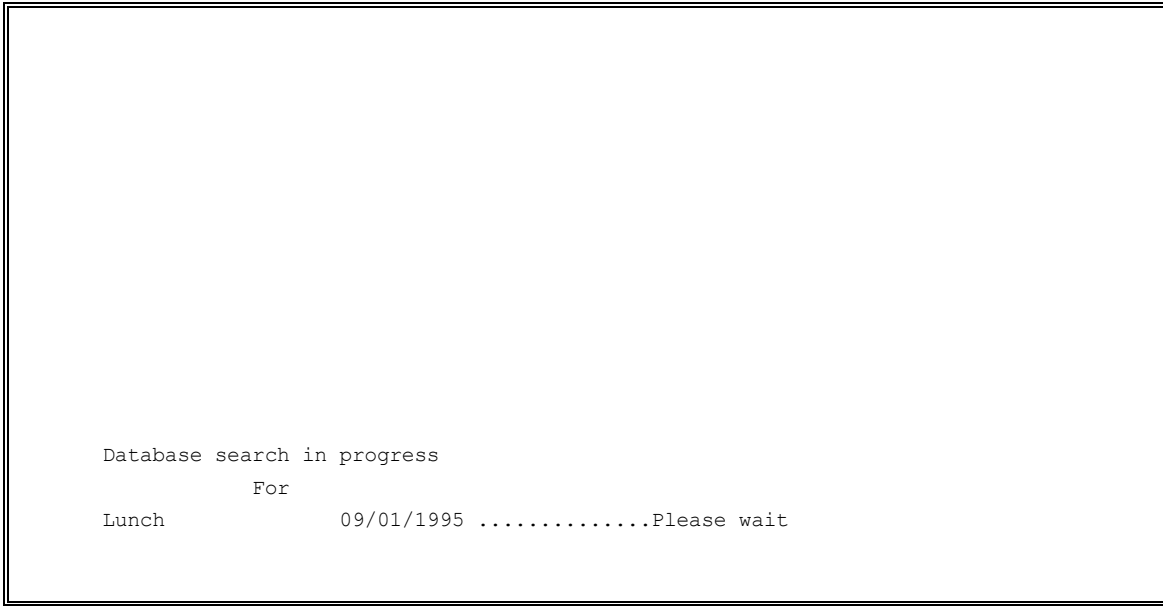 Database search in progress
For
Lunch 09/01/1995 ..............Please wait